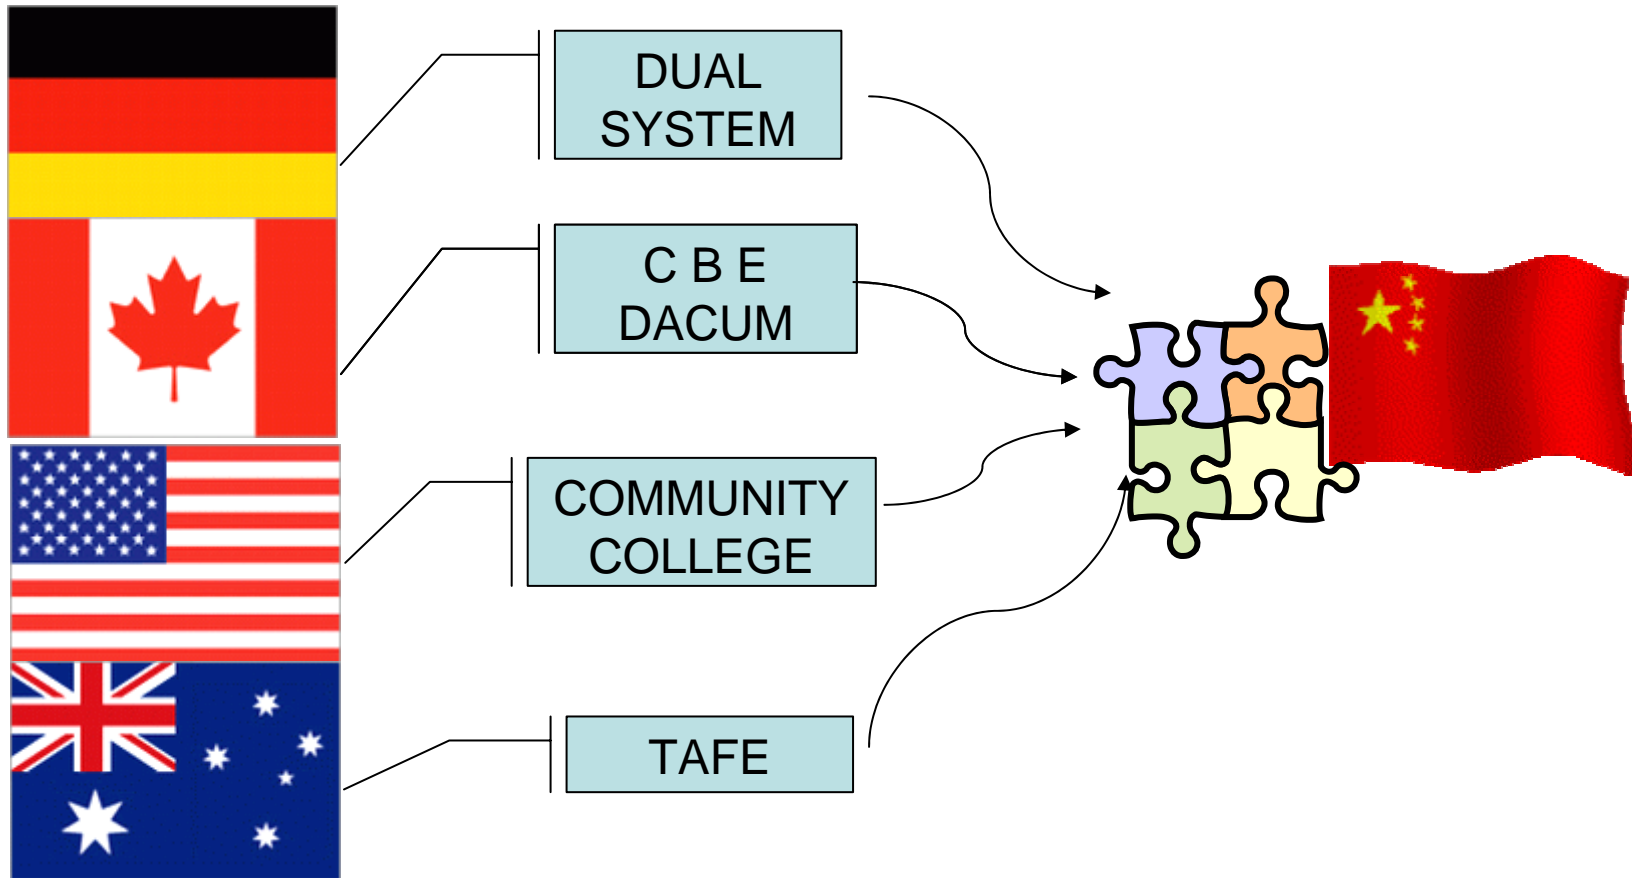 DUAL
SYSTEM
C B E
DACUM
COMMUNITY
COLLEGE
TAFE